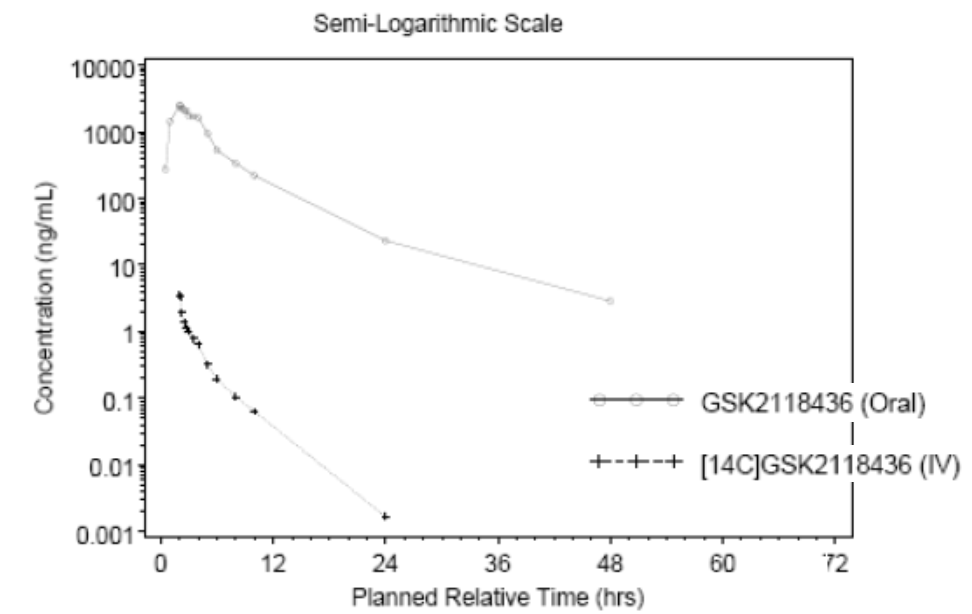 Semi-Logarithmic Scale
10000
1000
100
10
1
0.1
0.01
0.001
Concentration (ng/mL)
GSK2118436 (Oral)
[14C]GSK2118436 (IV)
0 12 24 36 48 60 72
Planned Relative Time (hrs)